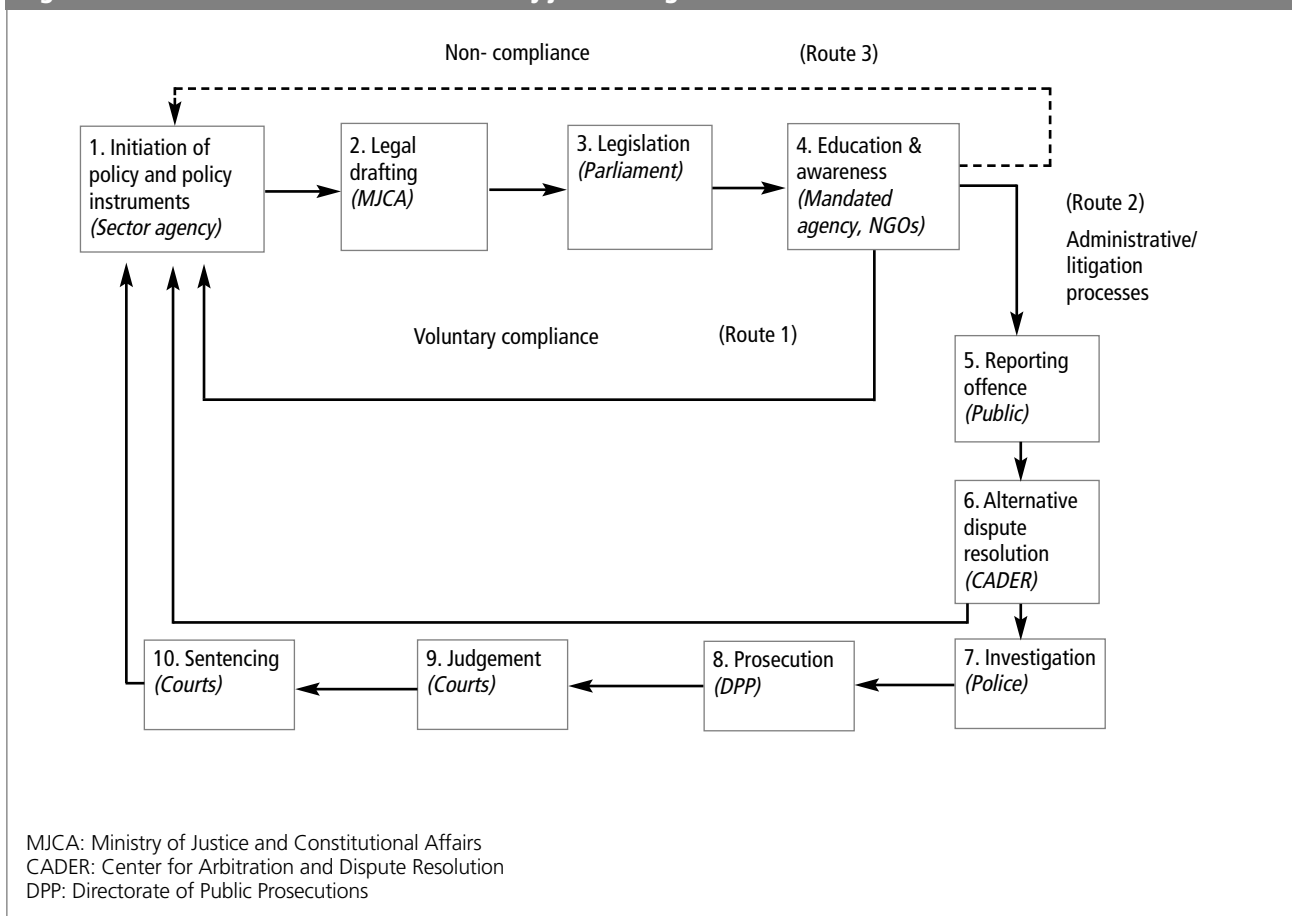 Non- compliance (Route 3)
1. Initiation of
policy and policy
instruments
(Sector agency)
2. Legal
drafting
(MJCA)
3. Legislation
(Parliament)
4. Education &
awareness
(Mandated
agency, NGOs)
(Route 2)
Administrative/
litigation
processes
Voluntary compliance (Route 1)
5. Reporting
offence
(Public)
6. Alternative
dispute
resolution
(CADER)
7. Investigation
(Police)
8. Prosecution
(DPP)
9. Judgement
(Courts)
10. Sentencing
(Courts)
MJCA: Ministry of Justice and Constitutional Affairs
CADER: Center for Arbitration and Dispute Resolution
DPP: Directorate of Public Prosecutions